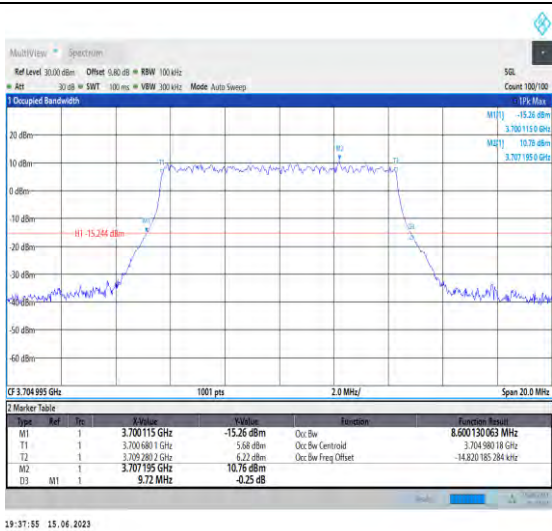 MultiView Spectrum
Ref Level 30.00 dBm Offset 9.80 dB RBW 100 kHz SGL
Att 30 dB SWT 100 ms VBW 300 kHz Mode Auto Sweep Count 100/100
1 Occupied Bandwidth 1Pk Max
M1[1] -15.26 dBm
3.700 115 0 GHz
20 dBm
M2[1] 10.76 dBm
3.707 195 0 GHz
M2
10 dBm
T1
T2
0 dBm
-10 dBm
M1
D3
H1 -15.244 dBm
-20 dBm
-30 dBm
-40 dBm
-50 dBm
-60 dBm
CF 3.704 995 GHz 1001 pts 2.0 MHz/ Span 20.0 MHz
2 Marker Table
Type Ref Trc X-Value Y-Value Function Function Result
M1 1 3.700 115 GHz -15.26 dBm Occ Bw 8.600 130 063 MHz
T1 1 3.700 680 1 GHz 5.68 dBm Occ Bw Centroid 3.704 980 18 GHz
T2 1 3.709 280 2 GHz 6.22 dBm Occ Bw Freq Offset -14.820 185 284 kHz
M2 1 3.707 195 GHz 10.76 dBm
D3 M1 1 9.72 MHz -0.25 dB
19:37:55 15.06.2023